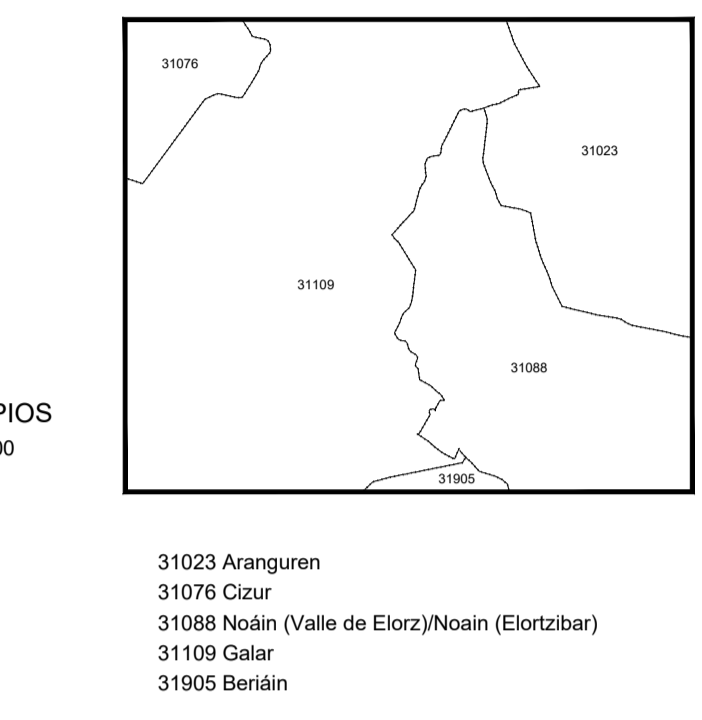 31076
31023
31109
31088
31905
31023 Aranguren
31076 Cizur
31088 Noáin (Valle de Elorz)/Noain (Elortzibar)
31109 Galar
31905 Beriáin
PIOS
00